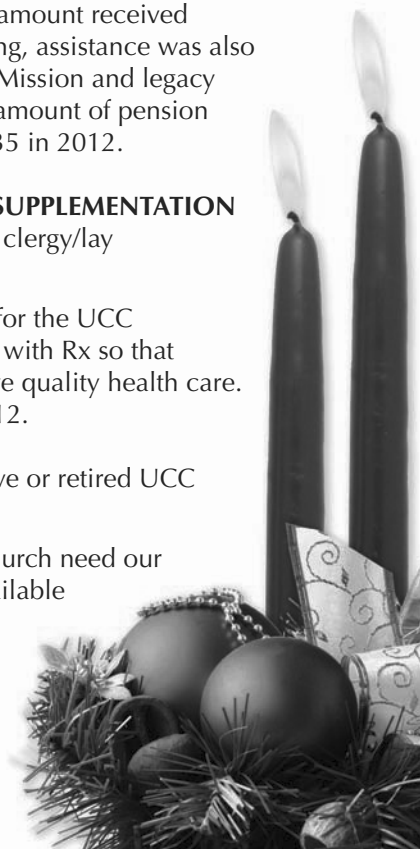 amount received
ng, assistance was also
Mission and legacy
amount of pension
35 in 2012.
SUPPLEMENTATION
clergy/lay
for the UCC
with Rx so that
e quality health care.
12.
ve or retired UCC
urch need our
ailable